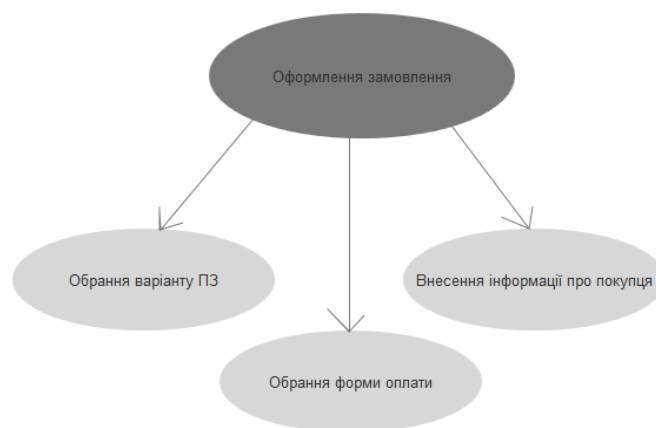 Оформлення замовлення
Обрання варіанту ПЗ
Внесення інформації про покупця
Обрання форми оплати